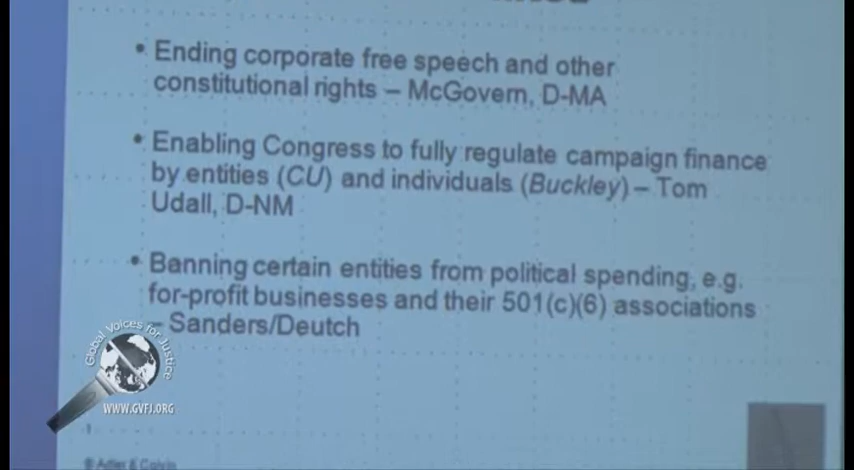 • Ending corporate free speech and other
constitutional rights – McGovern, D-MA
• Enabling Congress to fully regulate campaign finance
by entities (CU) and individuals (Buckley) – Tom
Udall, D-NM
• Banning certain entities from political spending, e.g.
for-profit businesses and their 501(c)(6) associations
– Sanders/Deutch
Global Voices for Justice
WWW.GVFJ.ORG
© Adler & Colvin